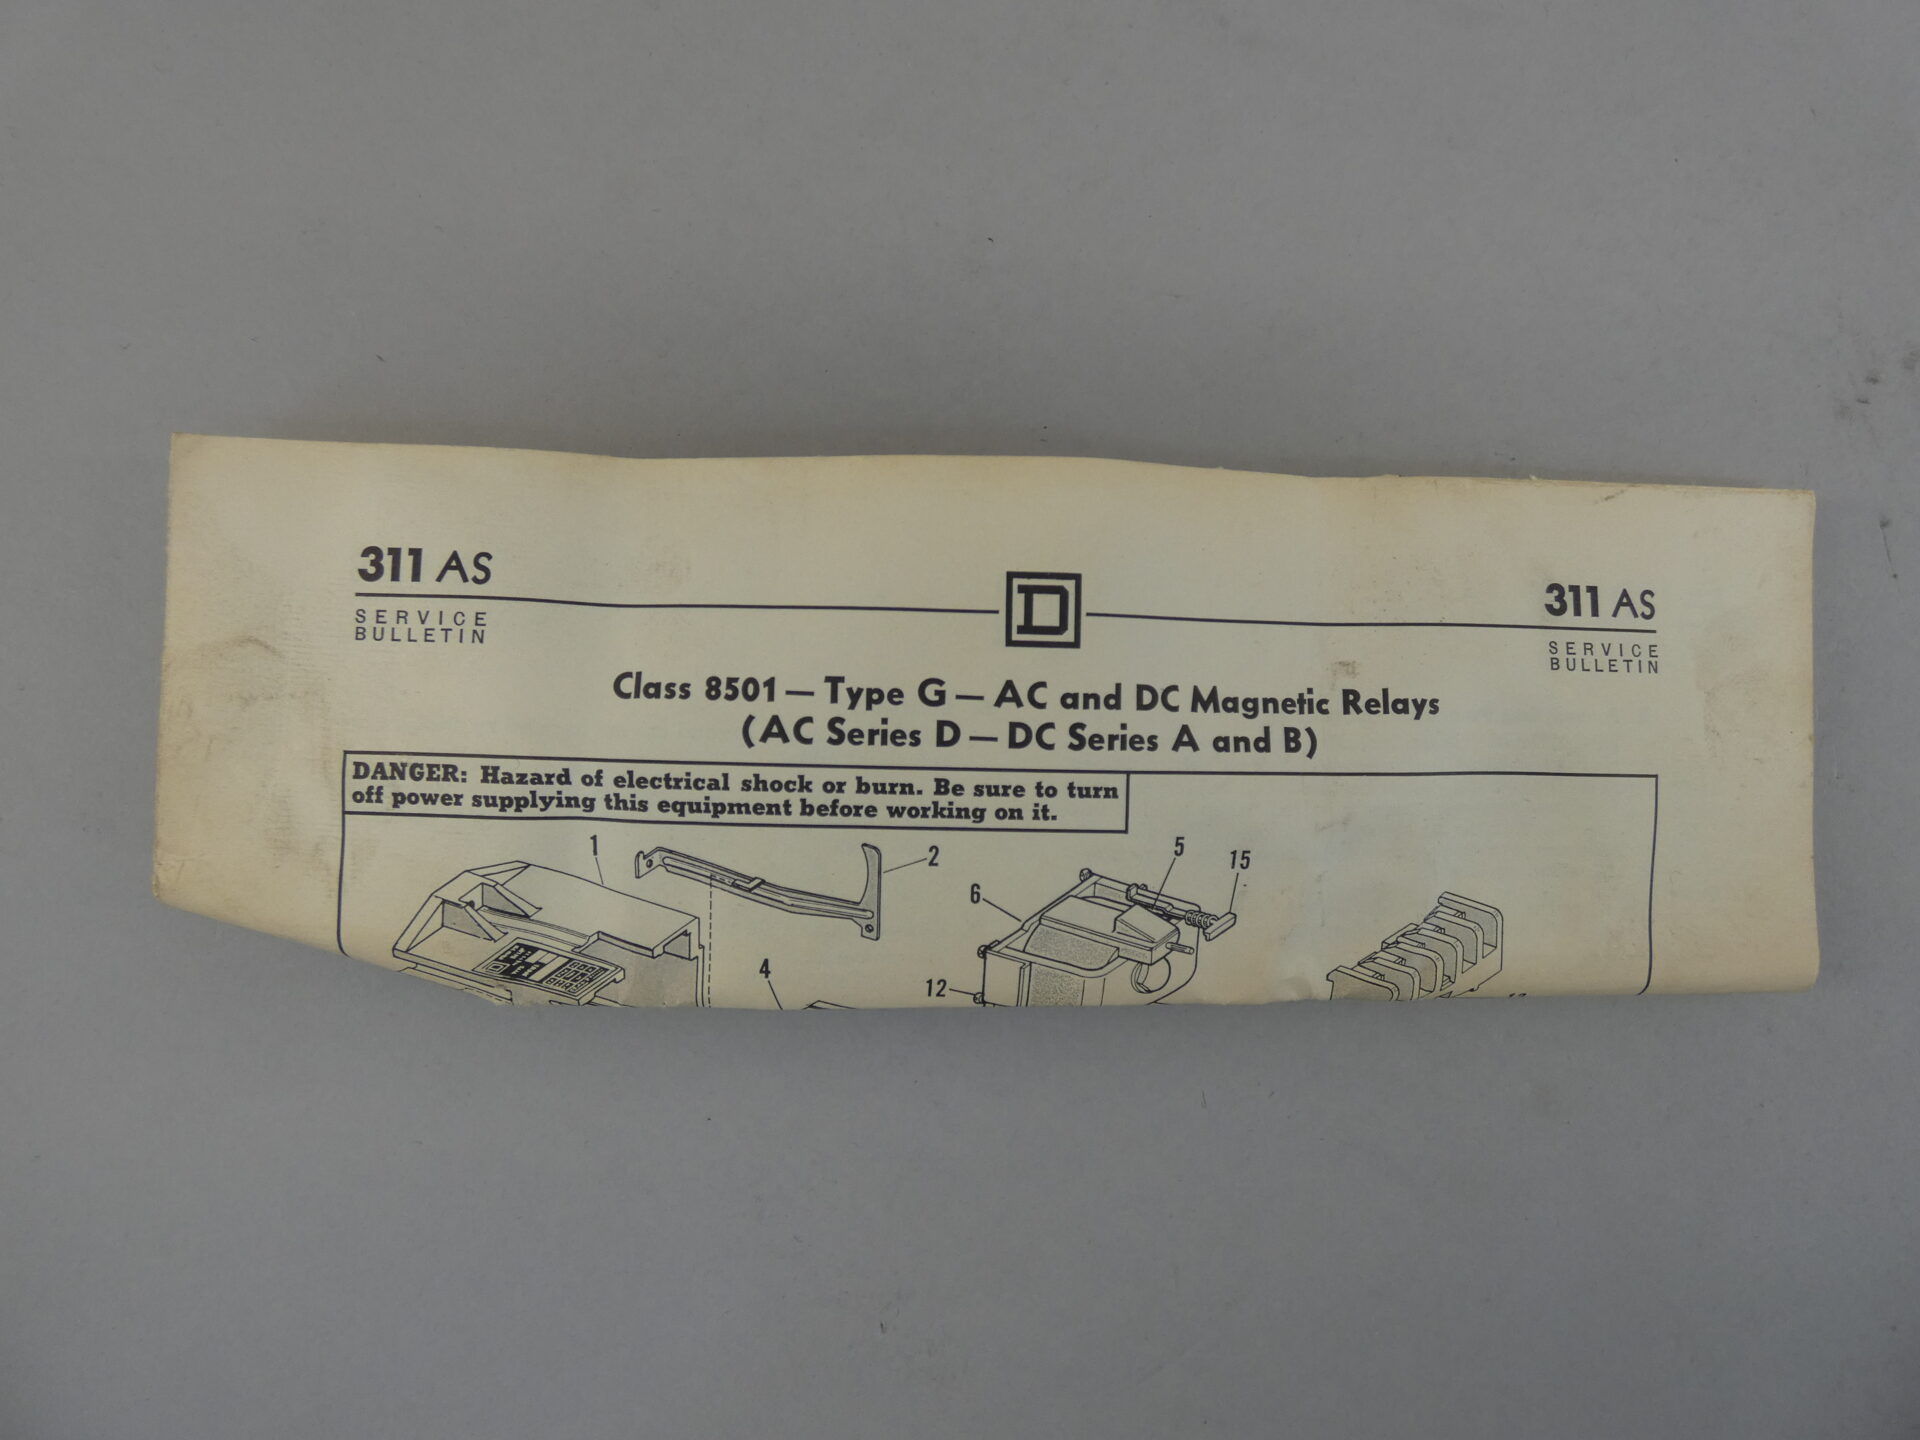 311 AS
SERVICE
BULLETIN
D
311 AS
SERVICE
BULLETIN
Class 8501 — Type G — AC and DC Magnetic Relays
(AC Series D — DC Series A and B)
DANGER: Hazard of electrical shock or burn. Be sure to turn
off power supplying this equipment before working on it.
1
2
5
15
6
4
12